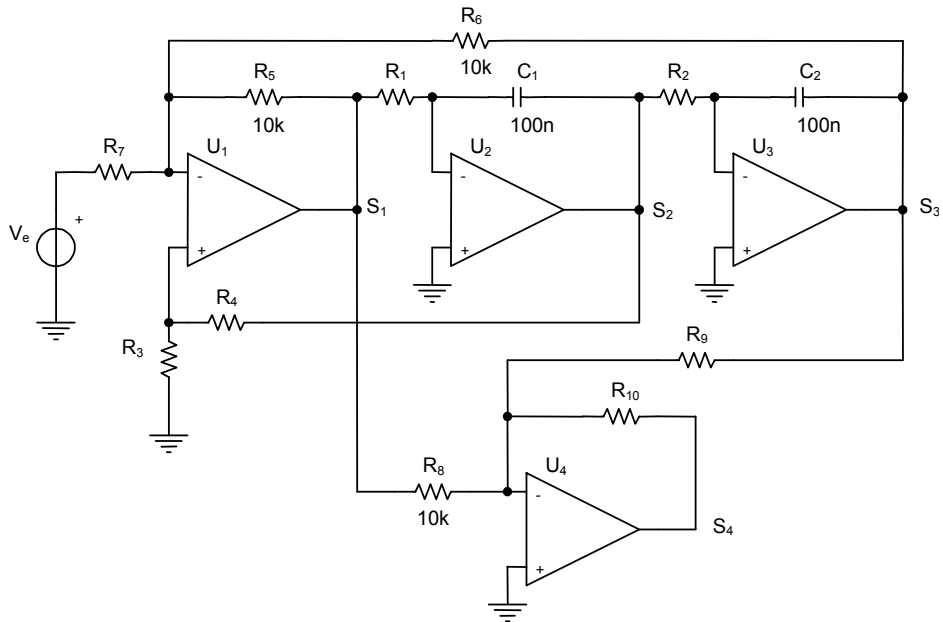 R6
10k
R5
R1
C1
R2
C2
10k
100n
100n
R7
U1
U2
U3
-
-
-
+
S1
S2
S3
Ve
+
+
+
R4
R3
R9
R10
R8
U4
10k
-
S4
+